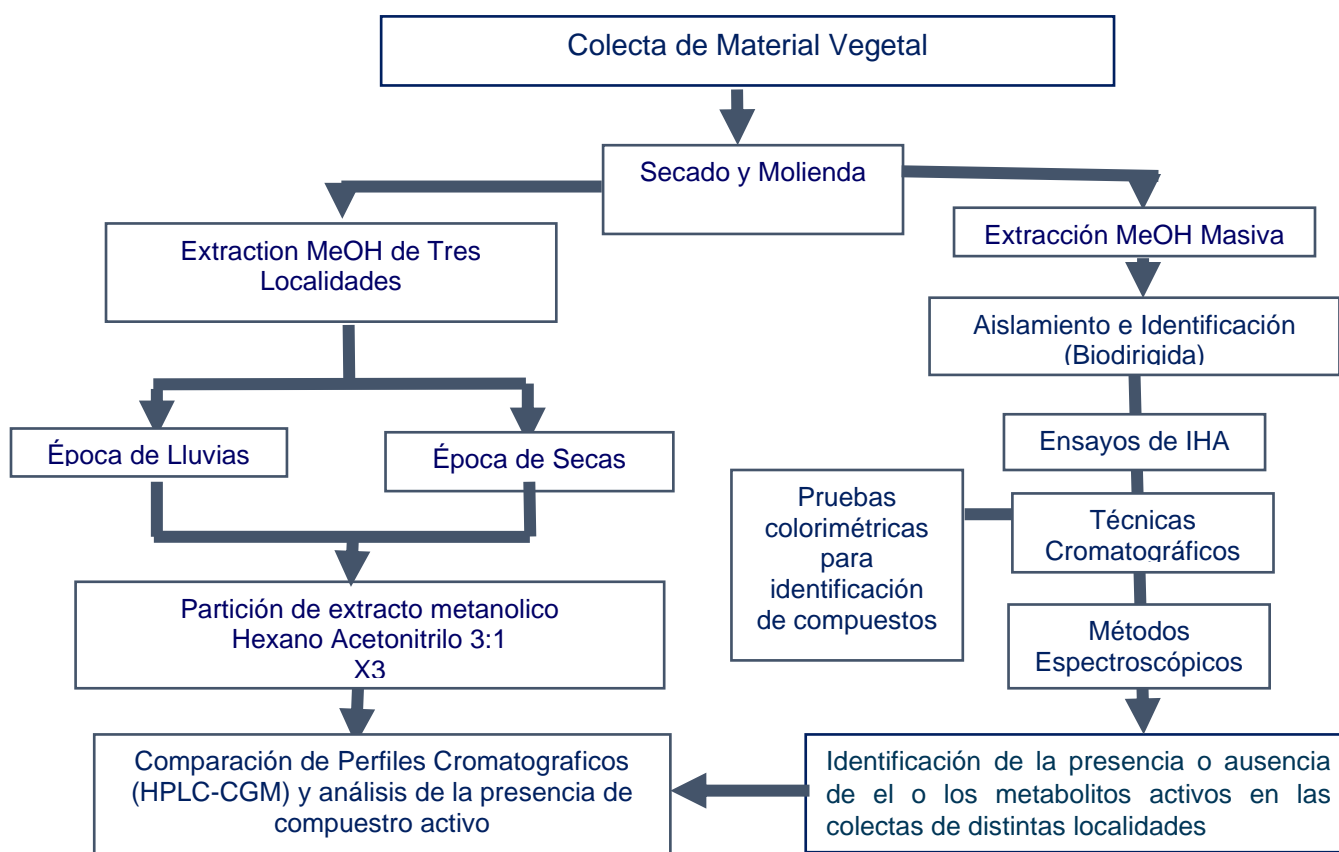 Colecta de Material Vegetal
Secado y Molienda
Extraction MeOH de Tres
Localidades
Extracción MeOH Masiva
Aislamiento e Identificación
(Biodirigida)
Época de Lluvias
Época de Secas
Ensayos de IHA
Pruebas
colorimétricas
para
identificación
de compuestos
Técnicas
Cromatográficos
Partición de extracto metanolico
Hexano Acetonitrilo 3:1
X3
Métodos
Espectroscópicos
Comparación de Perfiles Cromatograficos
(HPLC-CGM) y análisis de la presencia de
compuestro activo
Identificación de la presencia o ausencia
de el o los metabolitos activos en las
colectas de distintas localidades